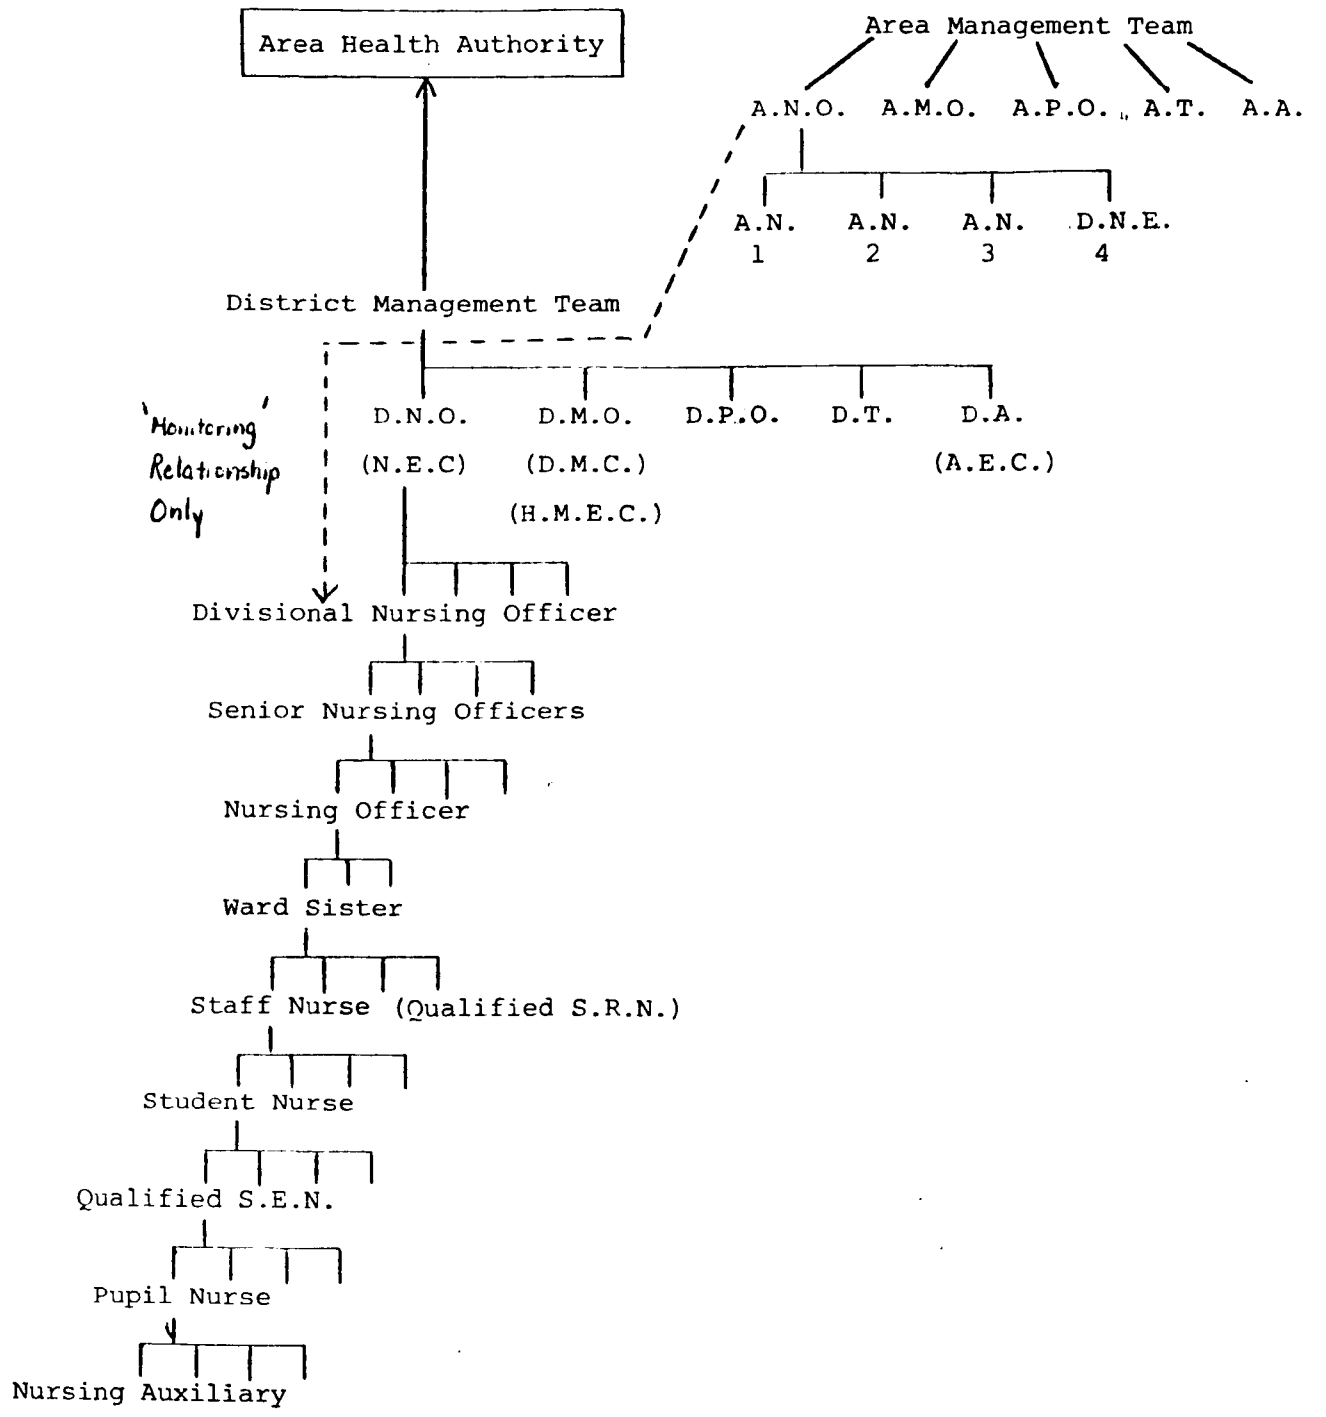 Area Health Authority
Area Management Team
A.N.O. A.M.O. A.P.O. A.T. A.A.
A.N. A.N. A.N. D.N.E.
1 2 3 4
District Management Team
D.N.O. D.M.O. D.P.O. D.T. D.A.
(N.E.C) (D.M.C.) (A.E.C.)
(H.M.E.C.)
'Monitoring'
Relationship
Only
Divisional Nursing Officer
Senior Nursing Officers
Nursing Officer
Ward Sister
Staff Nurse (Qualified S.R.N.)
Student Nurse
Qualified S.E.N.
Pupil Nurse
Nursing Auxiliary